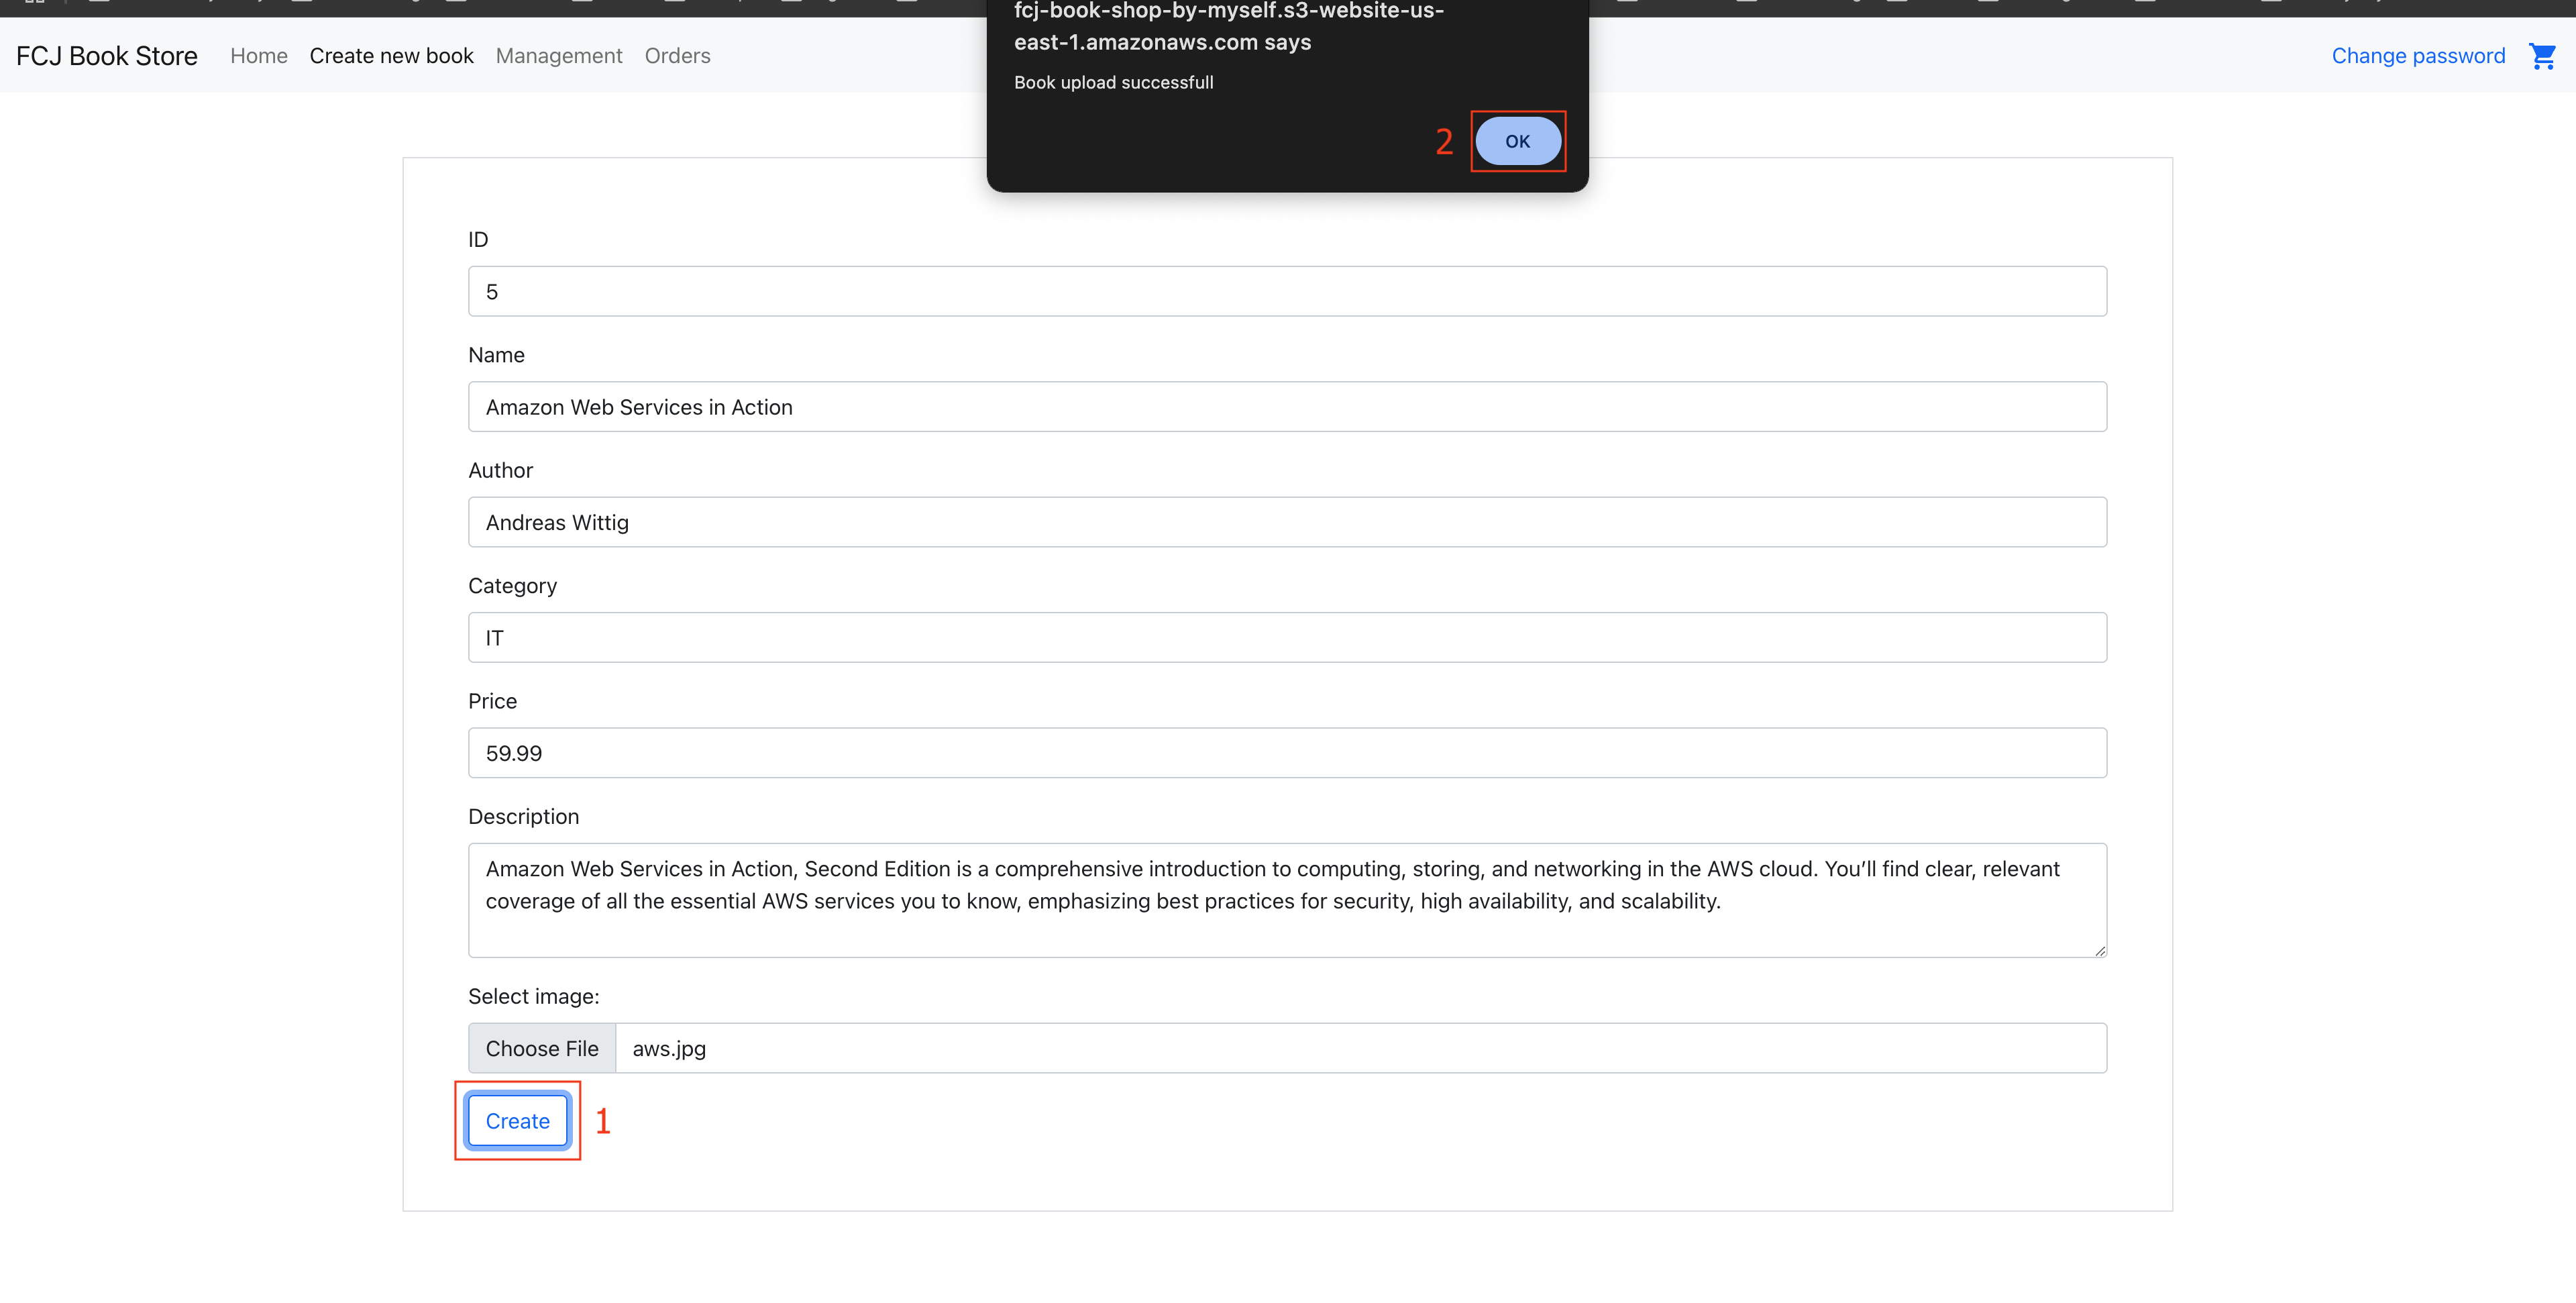 fcj-book-shop-by-myself.s3-website-us-
east-1.amazonaws.com says
Book upload successfull
2 OK
FCJ Book Store Home Create new book Management Orders Change password
ID
5
Name
Amazon Web Services in Action
Author
Andreas Wittig
Category
IT
Price
59.99
Description
Amazon Web Services in Action, Second Edition is a comprehensive introduction to computing, storing, and networking in the AWS cloud. You’ll find clear, relevant
coverage of all the essential AWS services you to know, emphasizing best practices for security, high availability, and scalability.
Select image:
Choose File aws.jpg
Create 1